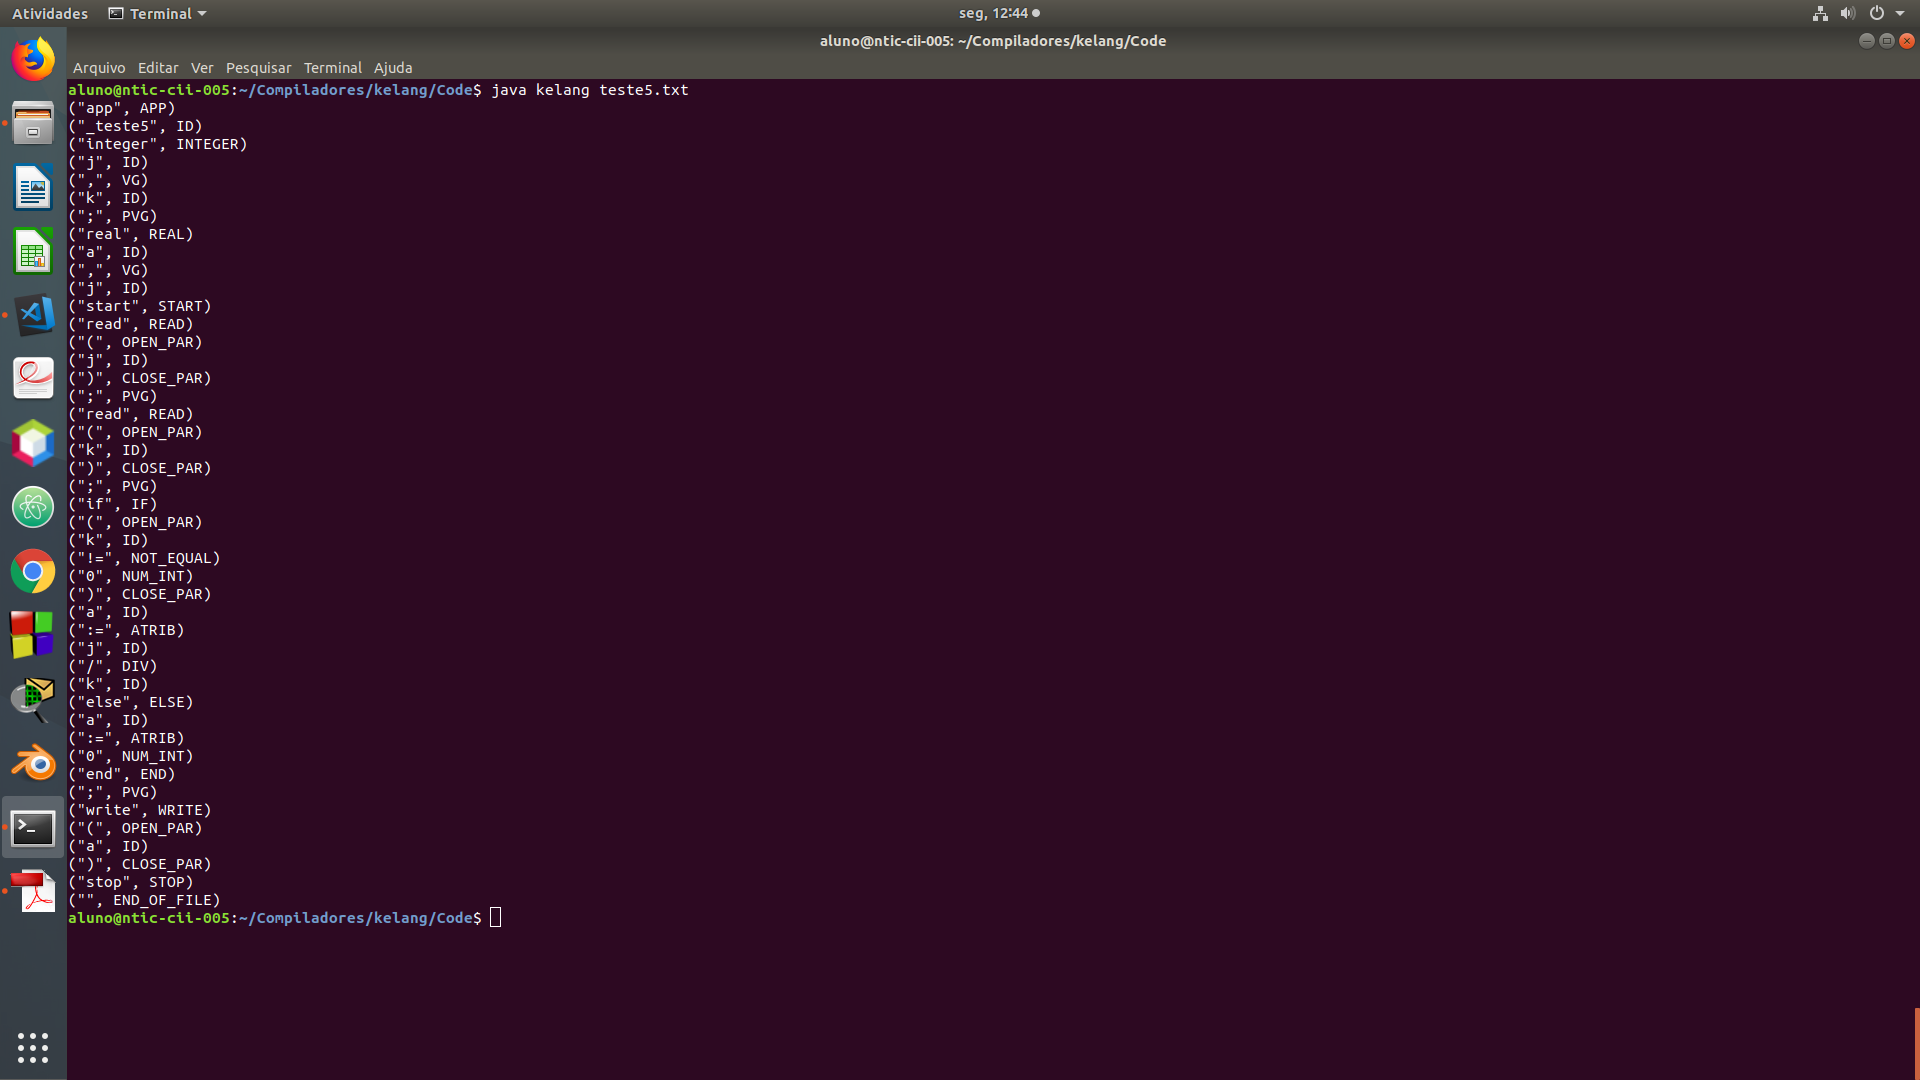 Atividades Terminal seg, 12:44
aluno@ntic-cii-005: ~/Compiladores/kelang/Code
Arquivo Editar Ver Pesquisar Terminal Ajuda
aluno@ntic-cii-005:~/Compiladores/kelang/Code$ java kelang teste5.txt
("app", APP)
("_teste5", ID)
("integer", INTEGER)
("j", ID)
(",", VG)
("k", ID)
(";", PVG)
("real", REAL)
("a", ID)
(",", VG)
("j", ID)
("start", START)
("read", READ)
("(", OPEN_PAR)
("j", ID)
(")", CLOSE_PAR)
(";", PVG)
("read", READ)
("(", OPEN_PAR)
("k", ID)
(")", CLOSE_PAR)
(";", PVG)
("if", IF)
("(", OPEN_PAR)
("k", ID)
("!=", NOT_EQUAL)
("0", NUM_INT)
(")", CLOSE_PAR)
("a", ID)
(":=", ATRIB)
("j", ID)
("/", DIV)
("k", ID)
("else", ELSE)
("a", ID)
(":=", ATRIB)
("0", NUM_INT)
("end", END)
(";", PVG)
("write", WRITE)
("(", OPEN_PAR)
("a", ID)
(")", CLOSE_PAR)
("stop", STOP)
("", END_OF_FILE)
aluno@ntic-cii-005:~/Compiladores/kelang/Code$